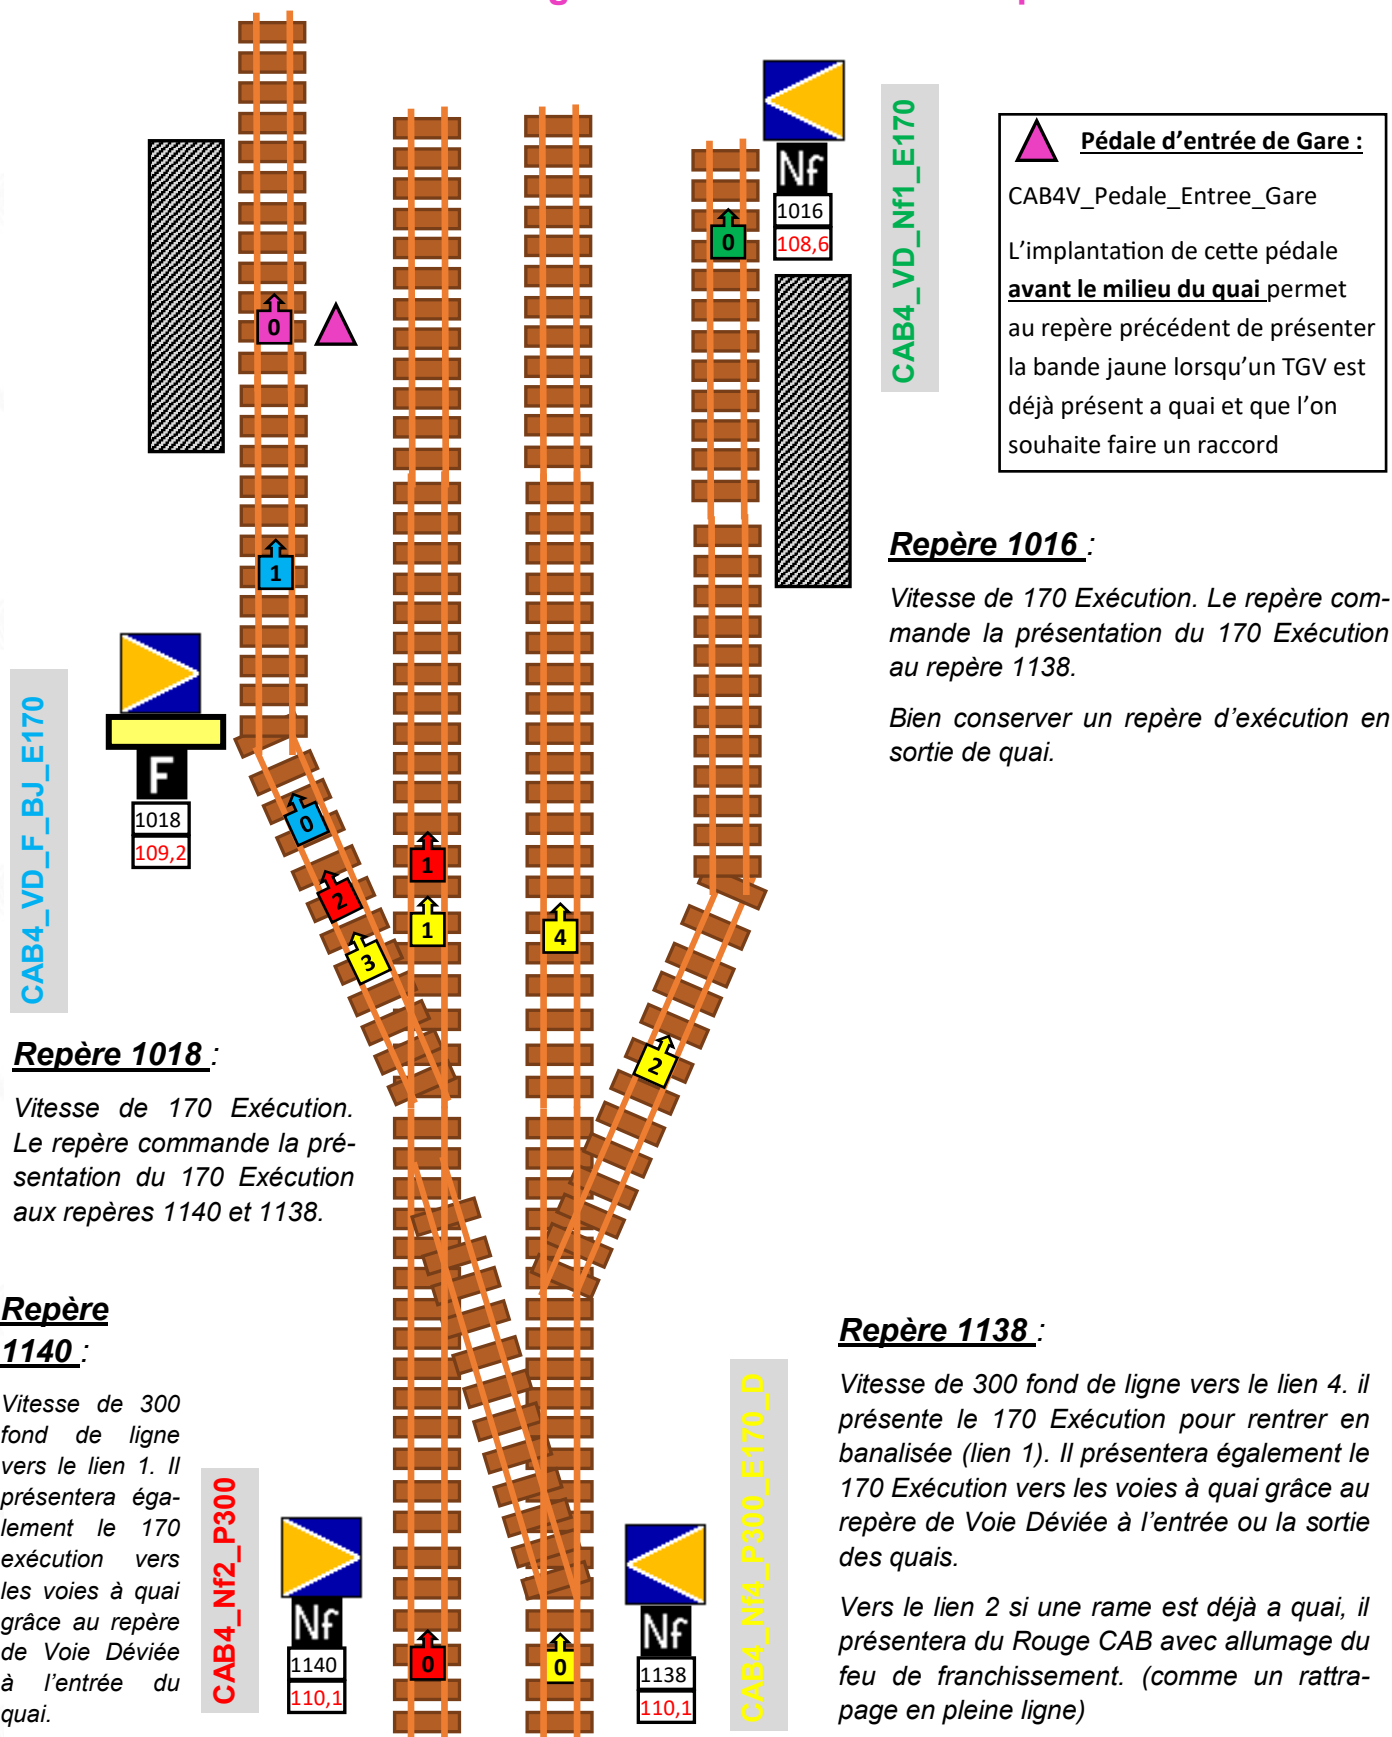 Nf
1016
108,6
CAB4_VD_Nf1_E170
Pédale d'entrée de Gare :
CAB4V_Pedale_Entree_Gare
L'implantation de cette pédale
avant le milieu du quai permet
au repère précédent de présenter
la bande jaune lorsqu'un TGV est
déjà présent a quai et que l'on
souhaite faire un raccord
0
0
1
Repère 1016 :
Vitesse de 170 Exécution. Le repère com-
mande la présentation du 170 Exécution
au repère 1138.
Bien conserver un repère d'exécution en
sortie de quai.
CAB4_VD_F_BJ_E170
F
1018
109,2
0
1
2
1
4
3
2
Repère 1018 :
Vitesse de 170 Exécution.
Le repère commande la pré-
sentation du 170 Exécution
aux repères 1140 et 1138.
Repère
1140 :
Vitesse de 300
fond de ligne
vers le lien 1. Il
présentera éga-
lement le 170
exécution vers
les voies à quai
grâce au repère
de Voie Déviée
à l'entrée du
quai.
CAB4_Nf2_P300
Nf
1140
110,1
0
0
Nf
1138
110,1
CAB4_Nf4_P300_E170_D
Repère 1138 :
Vitesse de 300 fond de ligne vers le lien 4. il
présente le 170 Exécution pour rentrer en
banalisée (lien 1). Il présentera également le
170 Exécution vers les voies à quai grâce au
repère de Voie Déviée à l'entrée ou la sortie
des quais.
Vers le lien 2 si une rame est déjà a quai, il
présentera du Rouge CAB avec allumage du
feu de franchissement. (comme un rattra-
page en pleine ligne)